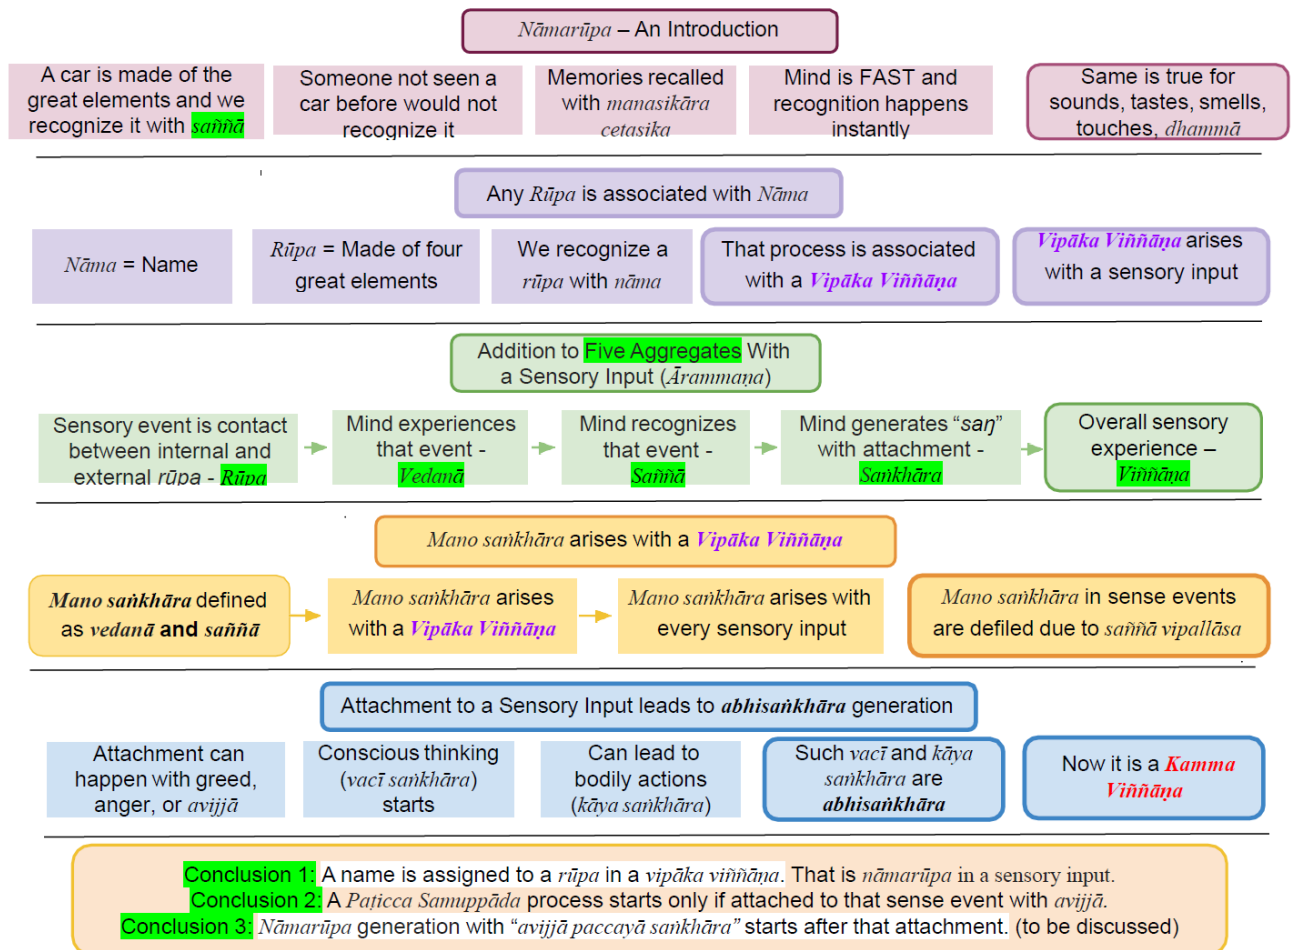 Nāmarūpa – An Introduction
A car is made of the
great elements and we
recognize it with saññā
Someone not seen a
car before would not
recognize it
Memories recalled
with manasikāra
cetasika
Mind is FAST and
recognition happens
instantly
Same is true for
sounds, tastes, smells,
touches, dhammā
Any Rūpa is associated with Nāma
Nāma = Name
Rūpa = Made of four
great elements
We recognize a
rūpa with nāma
That process is associated
with a Vipāka Viññāṇa
Vipāka Viññāṇa arises
with a sensory input
Addition to Five Aggregates With
a Sensory Input (Ārammaṇa)
Sensory event is contact
between internal and
external rūpa - Rūpa
Mind experiences
that event -
Vedanā
Mind recognizes
that event -
Saññā
Mind generates “saŋ”
with attachment -
Saṅkhāra
Overall sensory
experience –
Viññāṇa
Mano saṅkhāra arises with a Vipāka Viññāṇa
Mano saṅkhāra defined
as vedanā and saññā
Mano saṅkhāra arises
with a Vipāka Viññāṇa
Mano saṅkhāra arises with
every sensory input
Mano saṅkhāra in sense events
are defiled due to saññā vipallāsa
Attachment to a Sensory Input leads to abhisaṅkhāra generation
Attachment can
happen with greed,
anger, or avijjā
Conscious thinking
(vacī saṅkhāra)
starts
Can lead to
bodily actions
(kāya saṅkhāra)
Such vacī and kāya
saṅkhāra are
abhisaṅkhāra
Now it is a Kamma
Viññāṇa
Conclusion 1: A name is assigned to a rūpa in a vipāka viññāṇa. That is nāmarūpa in a sensory input.
Conclusion 2: A Paṭicca Samuppāda process starts only if attached to that sense event with avijjā.
Conclusion 3: Nāmarūpa generation with “avijjā paccayā saṅkhāra” starts after that attachment. (to be discussed)